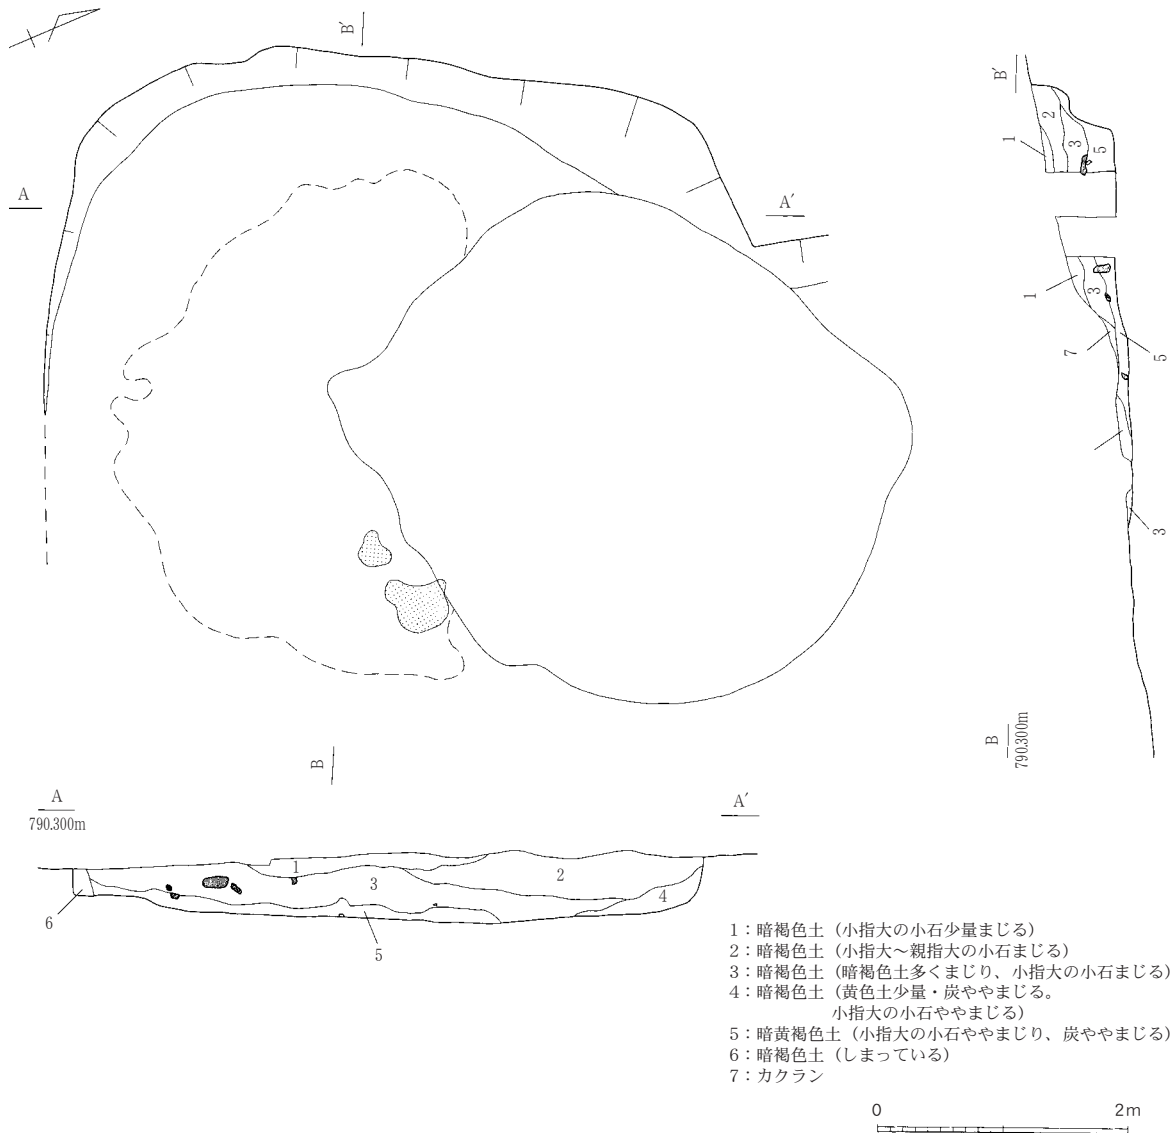 B′
A
A′
B
B′
1
2
3
5
1
3
7
5
3
B
790.300m
A
790.300m
A′
1
2
3
4
5
6
1：暗褐色土（小指大の小石少量まじる）
2：暗褐色土（小指大～親指大の小石まじる）
3：暗褐色土（暗褐色土多くまじり、小指大の小石まじる）
4：暗褐色土（黄色土少量・炭ややまじる。
小指大の小石ややまじる）
5：暗黄褐色土（小指大の小石ややまじり、炭ややまじる）
6：暗褐色土（しまっている）
7：カクラン
0 2m